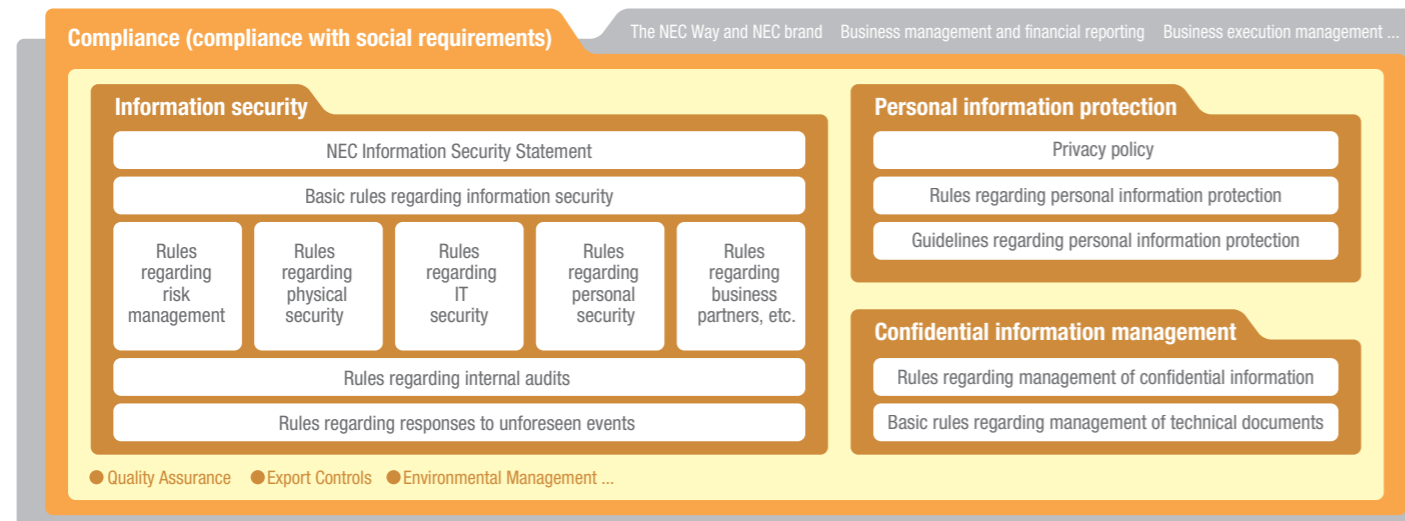 Compliance (compliance with social requirements)
The NEC Way and NEC brand Business management and financial reporting Business execution management ...
Information security
NEC Information Security Statement
Basic rules regarding information security
Rules
regarding
risk
management
Rules
regarding
physical
security
Rules
regarding
IT
security
Rules
regarding
personal
security
Rules
regarding
business
partners, etc.
Rules regarding internal audits
Rules regarding responses to unforeseen events
Personal information protection
Privacy policy
Rules regarding personal information protection
Guidelines regarding personal information protection
Confidential information management
Rules regarding management of confidential information
Basic rules regarding management of technical documents
Quality Assurance Export Controls Environmental Management ...